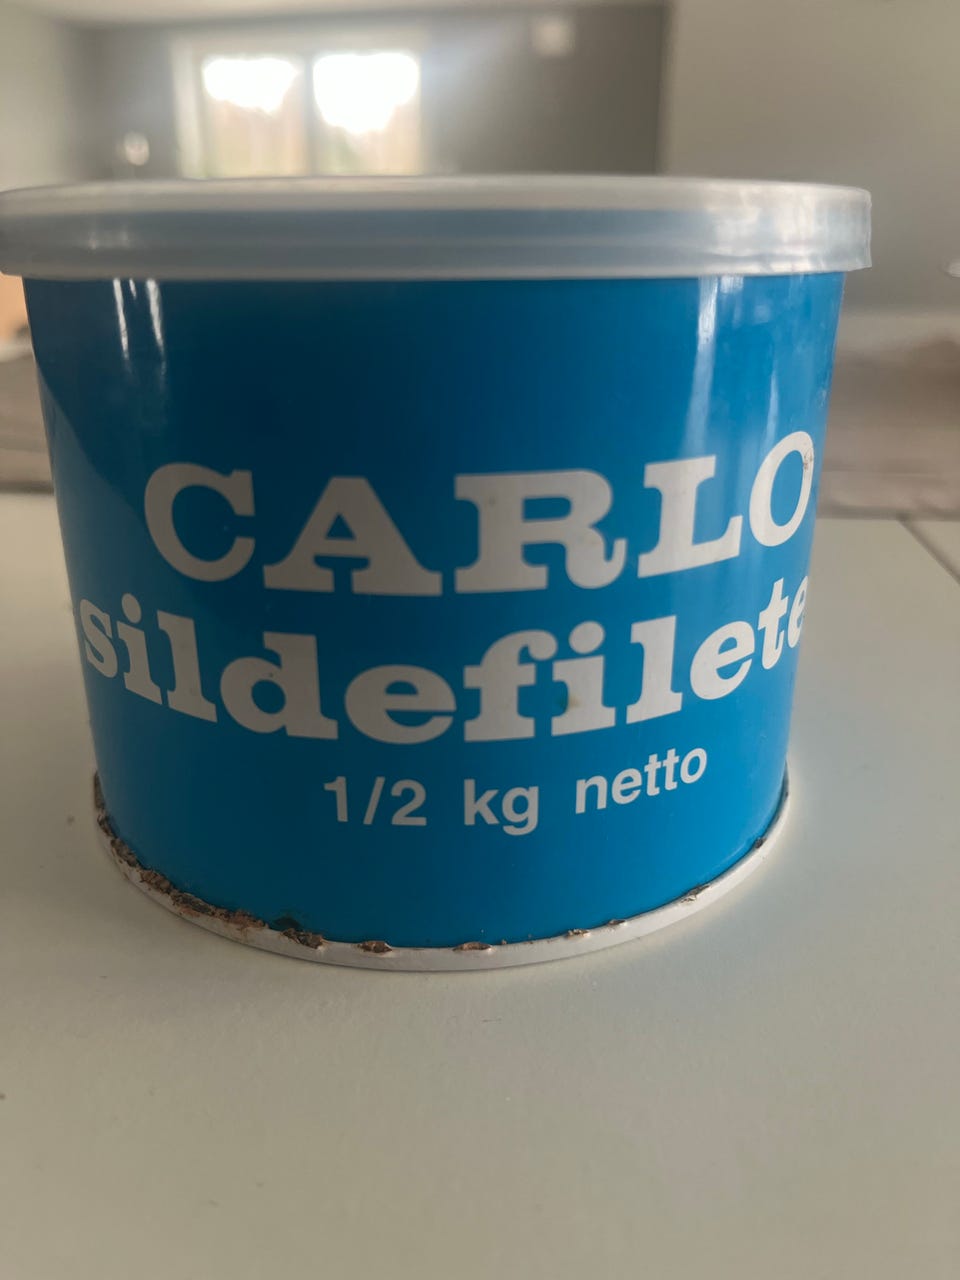 CARLO
sildefilete
1/2 kg netto